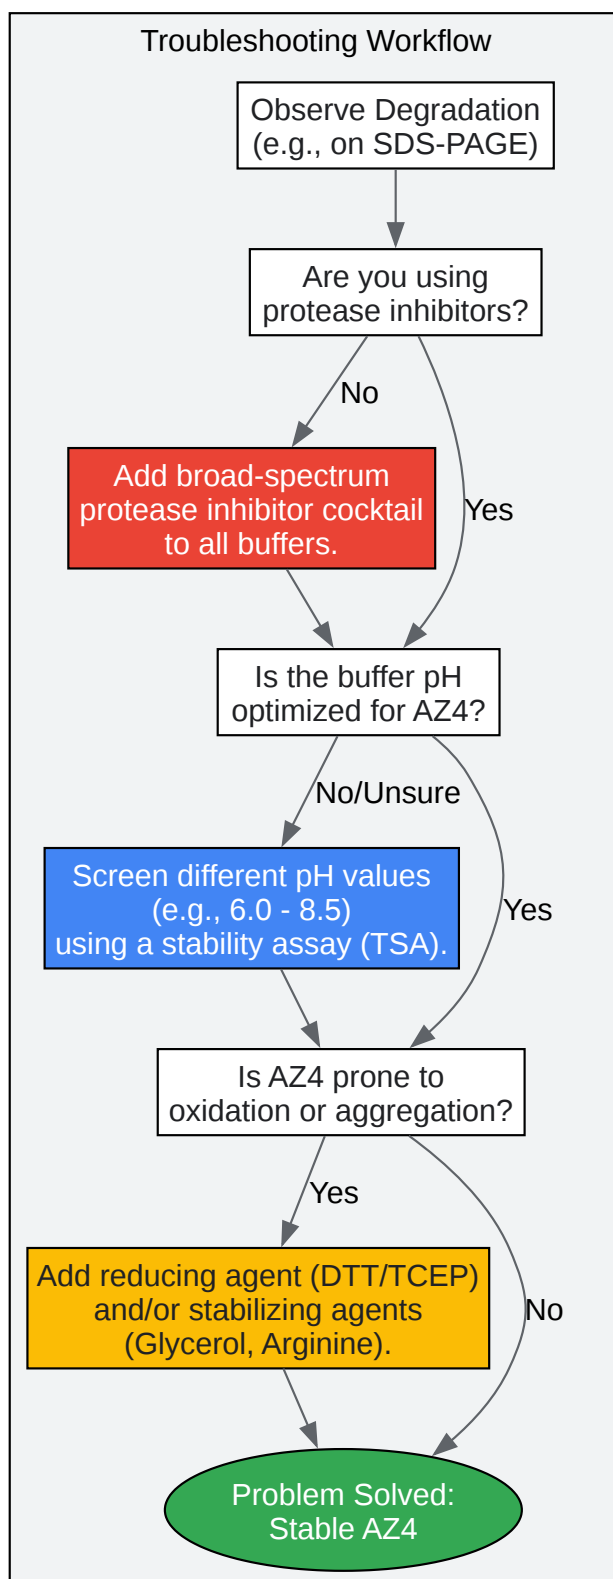 Troubleshooting Workflow
Observe Degradation
(e.g., on SDS-PAGE)
Are you using
protease inhibitors?
No
Yes
Add broad-spectrum
protease inhibitor cocktail
to all buffers.
Is the buffer pH
optimized for AZ4?
No/Unsure
Yes
Screen different pH values
(e.g., 6.0 - 8.5)
using a stability assay (TSA).
Is AZ4 prone to
oxidation or aggregation?
Yes
No
Add reducing agent (DTT/TCEP)
and/or stabilizing agents
(Glycerol, Arginine).
Problem Solved:
Stable AZ4